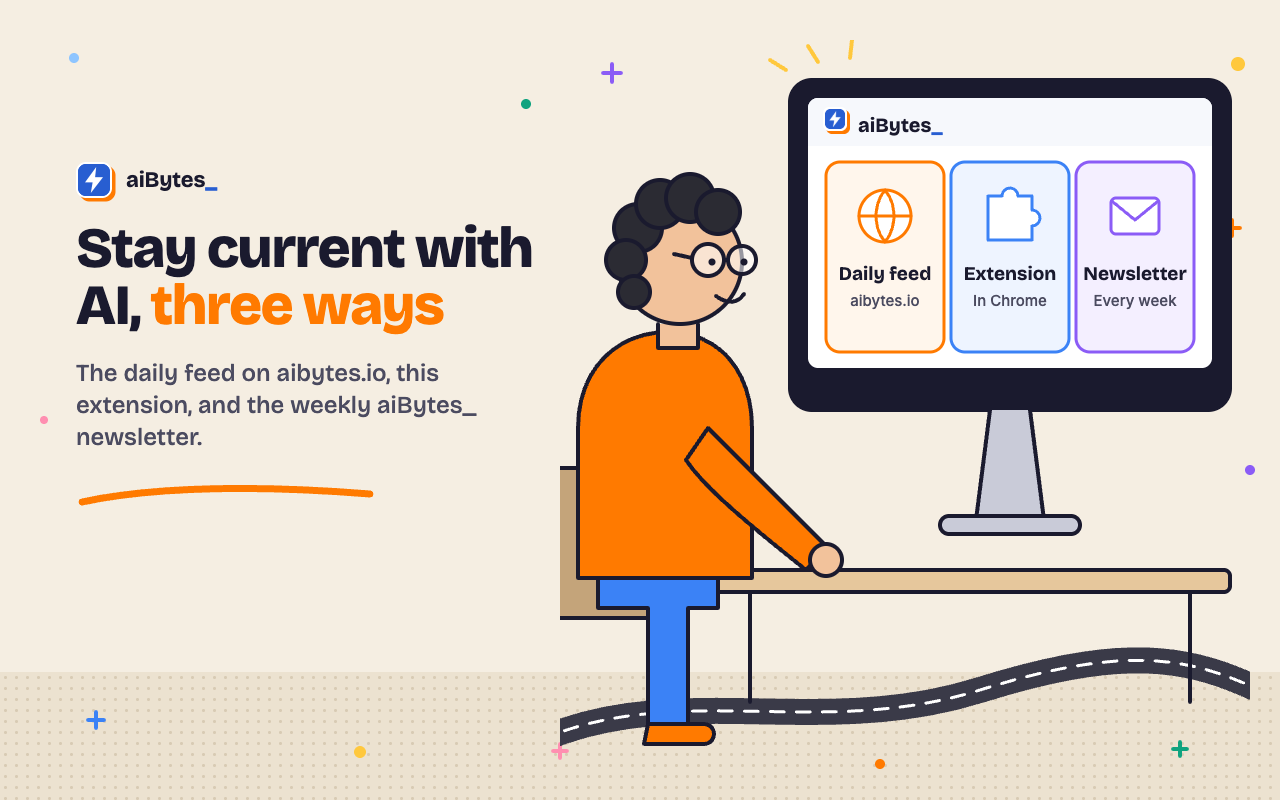 aiBytes_
Stay current with
AI, three ways
The daily feed on aibytes.io, this
extension, and the weekly aiBytes_
newsletter.
aiBytes_
Daily feed
aibytes.io
Extension
In Chrome
Newsletter
Every week